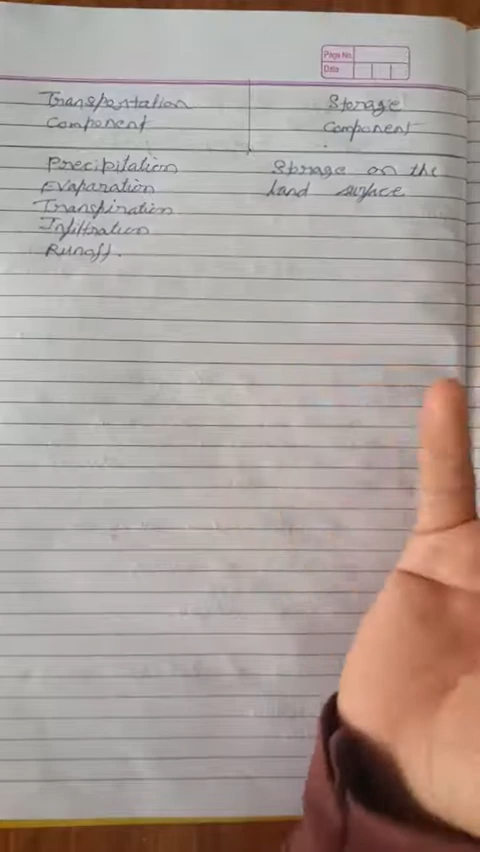 Page No.
Date
Transportation Storage
Component Component
Precipitation Storage on the
Evaporation land surface
Transpiration
Infiltration
Runoff.